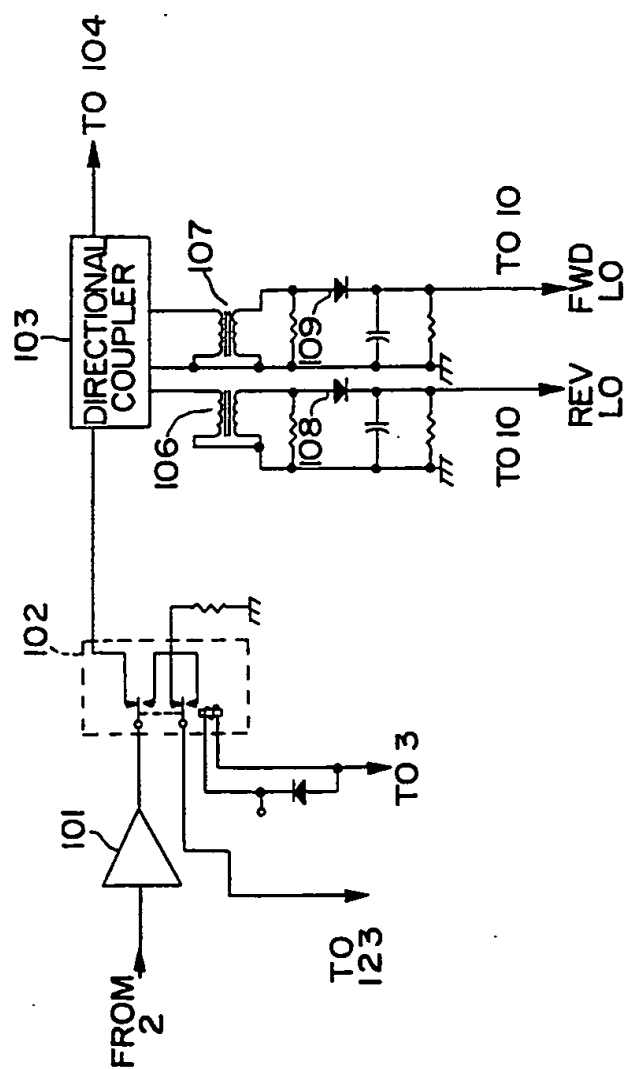 FROM
2
101
TO
123
TO 3
102
103
DIRECTIONAL
COUPLER
TO 104
106
107
108
109
TO 10
REV
LO
TO 10
FWD
LO